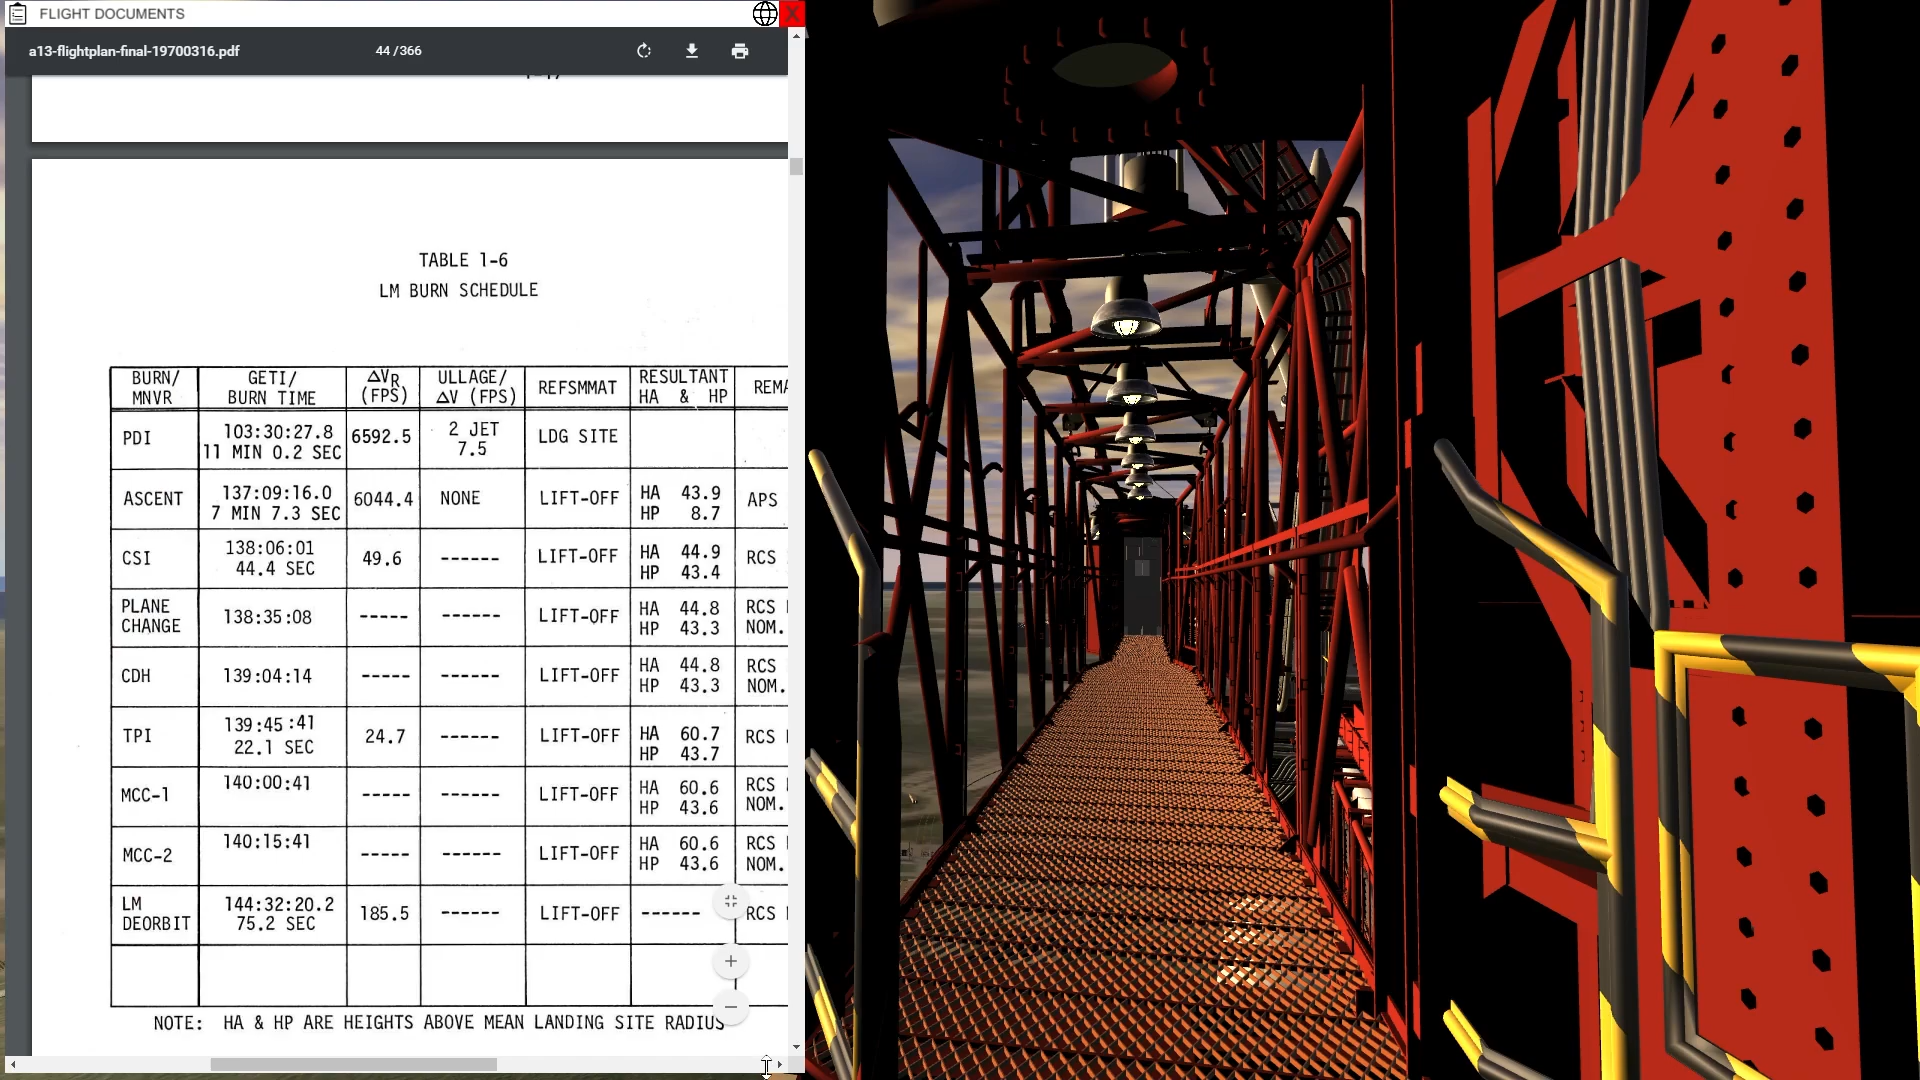 FLIGHT DOCUMENTS
a13-flightplan-final-19700316.pdf 44 / 366
TABLE 1-6
LM BURN SCHEDULE
BURN/ MNVR GETI/ BURN TIME ΔVR (FPS) ULLAGE/ ΔV (FPS) REFSMMAT RESULTANT HA & HP REMA
PDI 103:30:27.8 11 MIN 0.2 SEC 6592.5 2 JET 7.5 LDG SITE
ASCENT 137:09:16.0 7 MIN 7.3 SEC 6044.4 NONE LIFT-OFF HA 43.9 HP 8.7 APS
CSI 138:06:01 44.4 SEC 49.6 ------ LIFT-OFF HA 44.9 HP 43.4 RCS
PLANE CHANGE 138:35:08 ----- ------ LIFT-OFF HA 44.8 HP 43.3 RCS NOM.
CDH 139:04:14 ----- ------ LIFT-OFF HA 44.8 HP 43.3 RCS NOM.
TPI 139:45:41 22.1 SEC 24.7 ------ LIFT-OFF HA 60.7 HP 43.7 RCS
MCC-1 140:00:41 ----- ------ LIFT-OFF HA 60.6 HP 43.6 RCS NOM.
MCC-2 140:15:41 ----- ------ LIFT-OFF HA 60.6 HP 43.6 RCS NOM.
LM DEORBIT 144:32:20.2 75.2 SEC 185.5 ------ LIFT-OFF ------ RCS
NOTE: HA & HP ARE HEIGHTS ABOVE MEAN LANDING SITE RADIUS